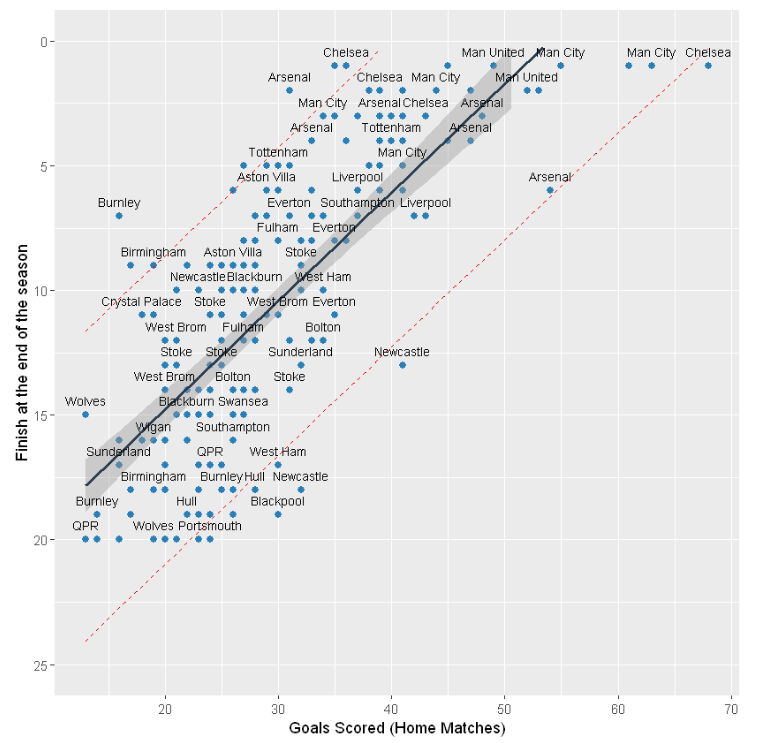 0 Chelsea Man United Man City Man City Chelsea
Arsenal Chelsea Man City Man United
Man City Arsenal Chelsea Arsenal
Arsenal Tottenham Arsenal
5 Tottenham Man City
Aston Villa Liverpool Arsenal
Burnley Everton Southampton Liverpool
Fulham Everton
Birmingham Aston Villa Stoke
10 Newcastle Blackburn West Ham
Crystal Palace Stoke West Brom Everton
West Brom Fulham Bolton
Stoke Stoke Sunderland Newcastle
West Brom Bolton Stoke
15 Wolves Blackburn Swansea
Wigan Southampton
Sunderland QPR West Ham
Birmingham Burnley Hull Newcastle
Burnley Hull Blackpool
20 QPR Wolves Portsmouth
25
20 30 40 50 60 70
Goals Scored (Home Matches)
Finish at the end of the season